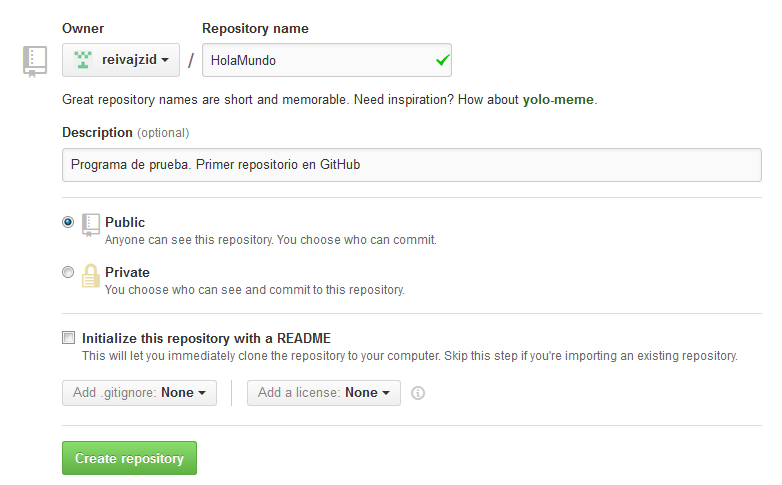 Owner Repository name
reivajzid / HolaMundo
Great repository names are short and memorable. Need inspiration? How about yolo-meme.
Description (optional)
Programa de prueba. Primer repositorio en GitHub
Public
Anyone can see this repository. You choose who can commit.
Private
You choose who can see and commit to this repository.
Initialize this repository with a README
This will let you immediately clone the repository to your computer. Skip this step if you're importing an existing repository.
Add .gitignore: None Add a license: None
Create repository